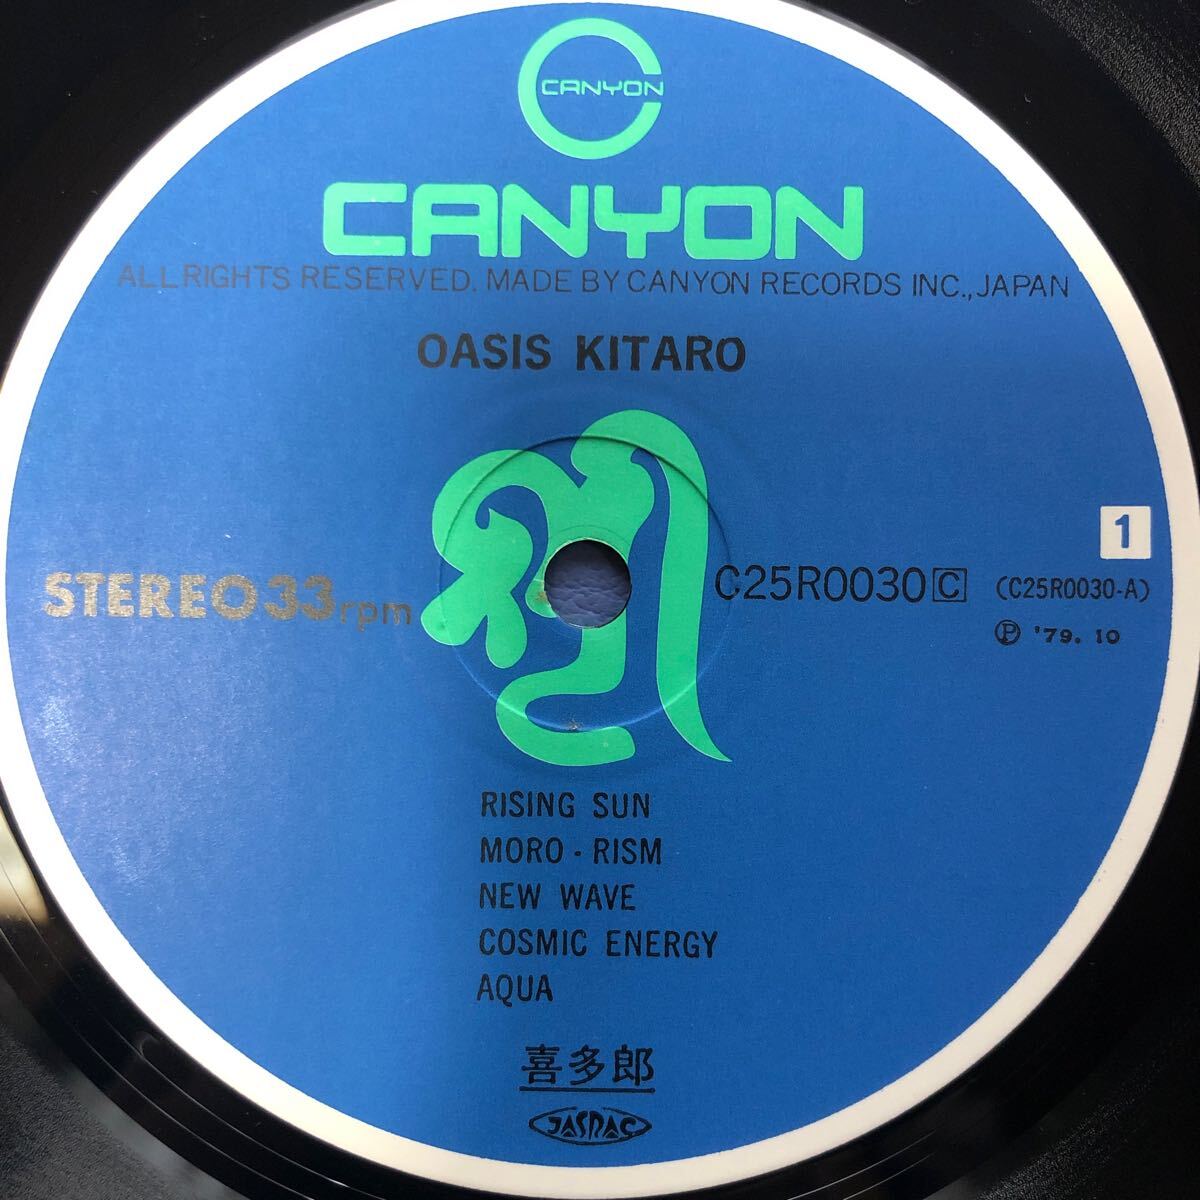 CANYON
CANYON
ALL RIGHTS RESERVED. MADE BY CANYON RECORDS INC., JAPAN
OASIS KITARO
1
STEREO 33rpm
C25R0030 C (C25R0030-A)
Ⓟ '79. 10
RISING SUN
MORO - RISM
NEW WAVE
COSMIC ENERGY
AQUA
喜多郎
JASRAC